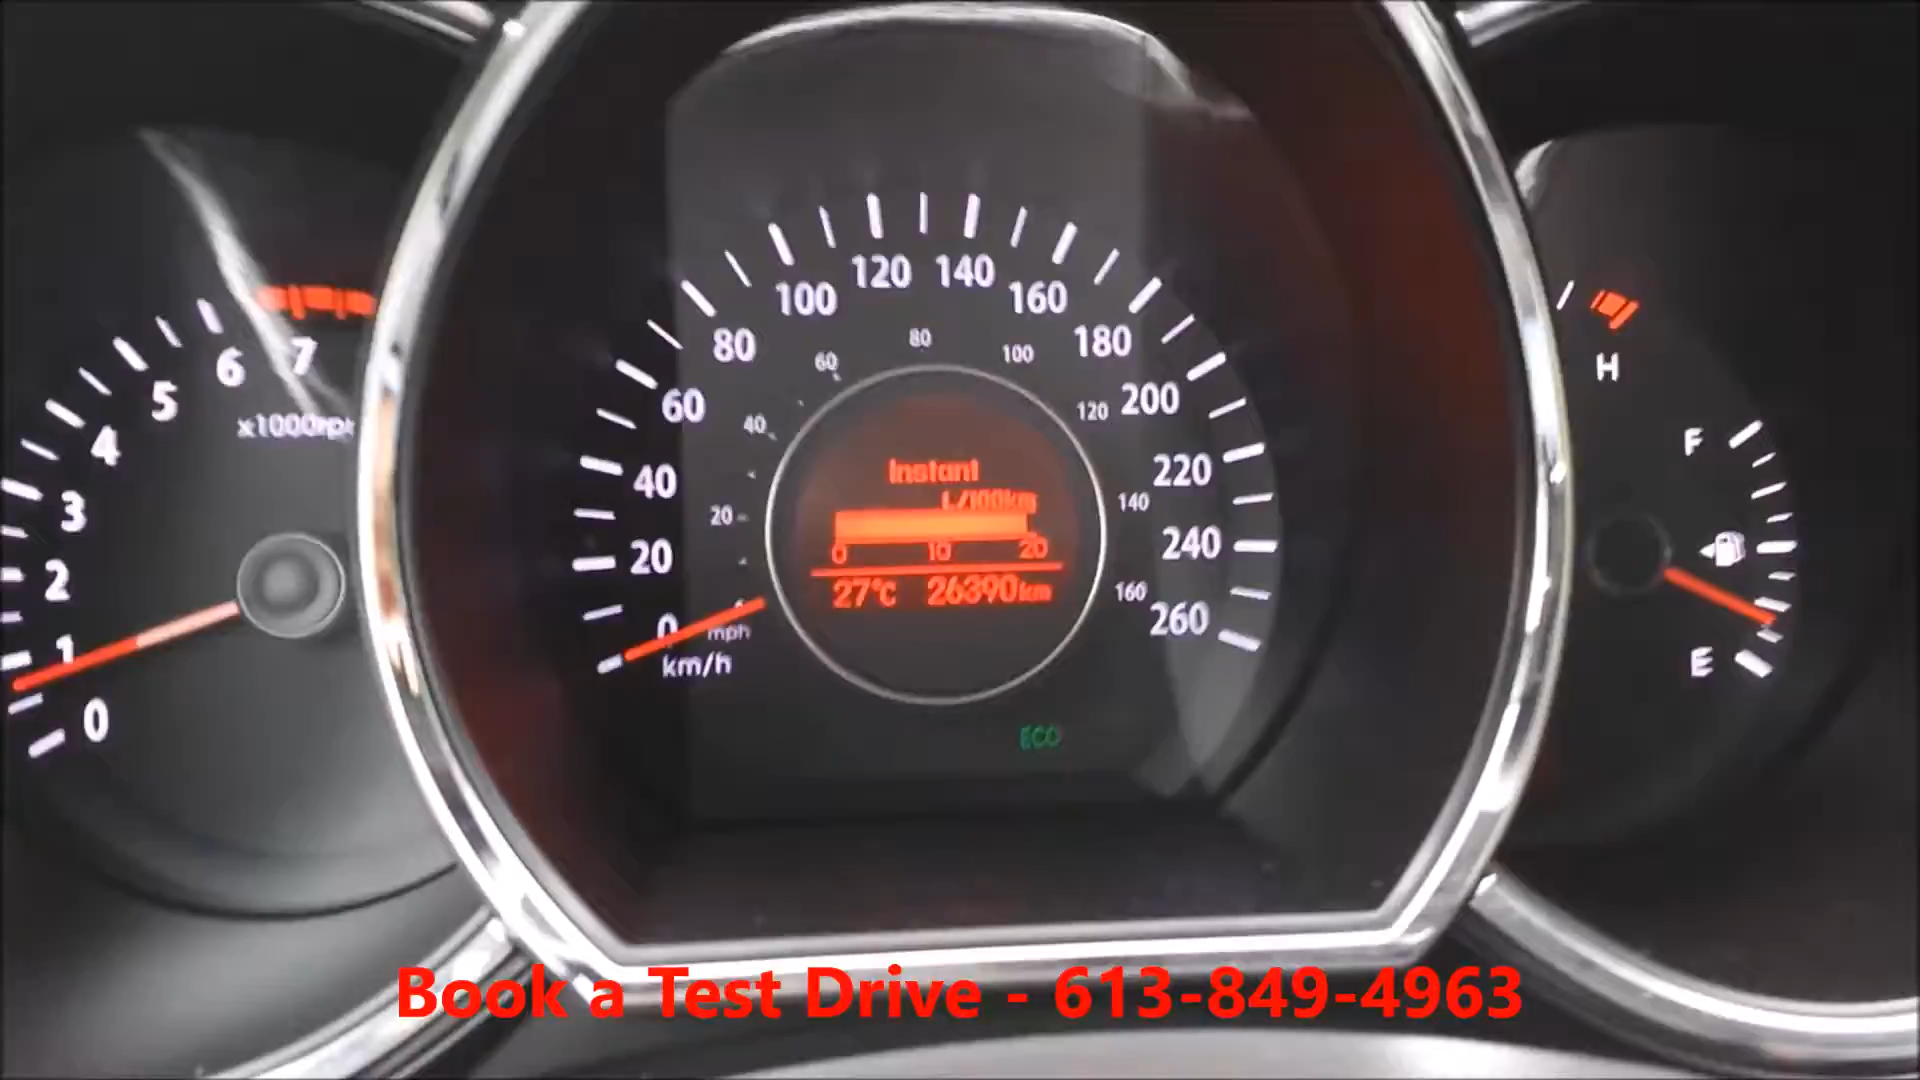 120 140
100 160
80 180
60 200
40 220
20 240
0 260
km/h
mph
20 40 60 80 100 120 140 160
0 1 2 3 4 5 6 7
Instant
L/100km
0 10 20
27°C 26390km
ECO
H
F
E
Book a Test Drive - 613-849-4963